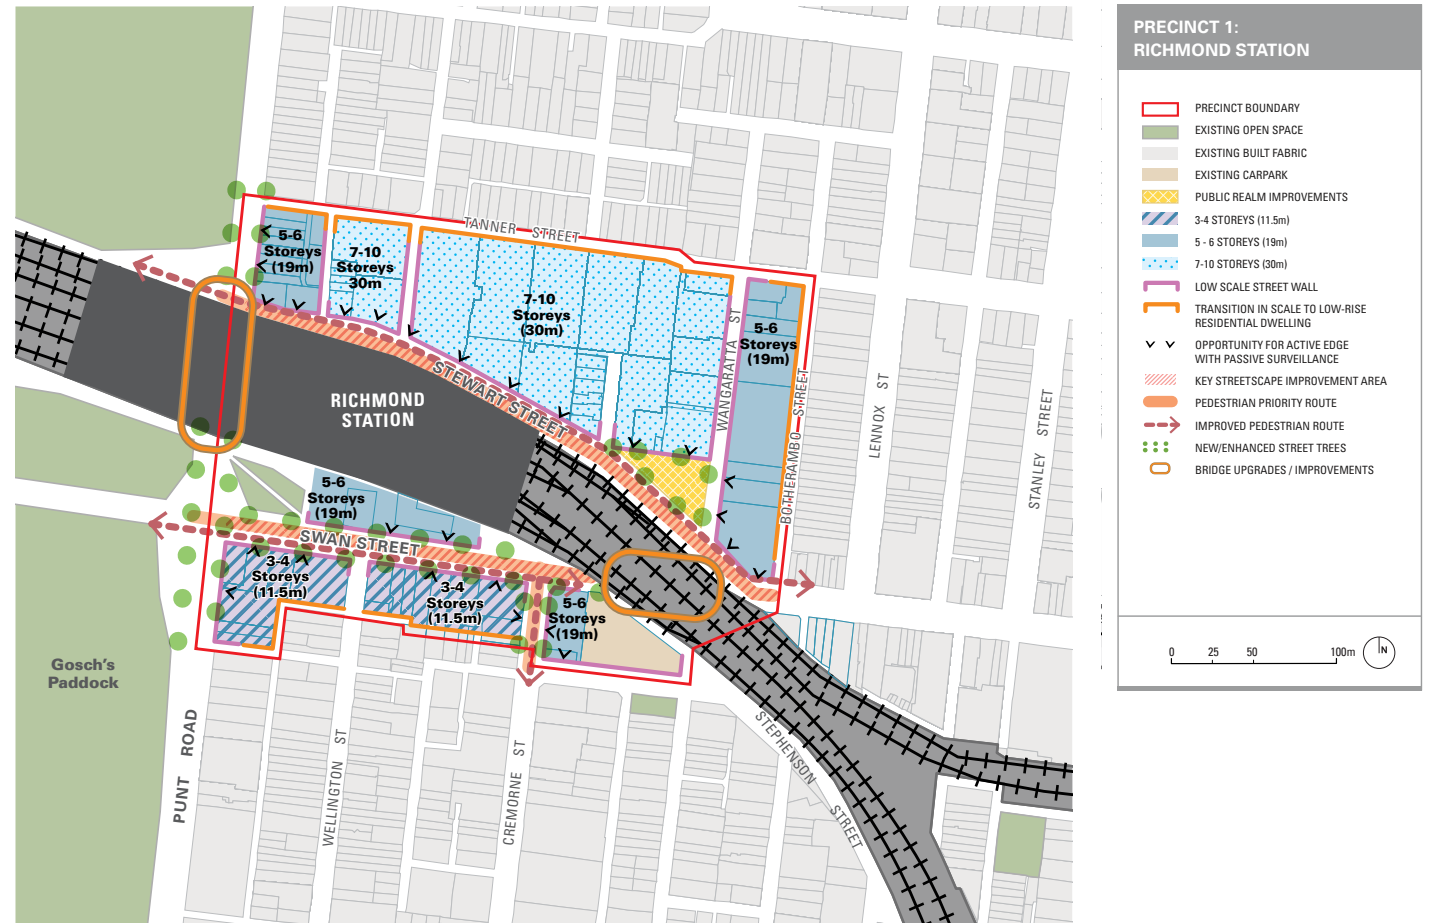 TANNER STREET
5-6
Storeys
(19m)
7-10
Storeys
30m
7-10
Storeys
(30m)
5-6
Storeys
(19m)
WANGARATTA ST
BOTHERAMBO STREET
LENNOX ST
STANLEY STREET
STEWART STREET
RICHMOND
STATION
5-6
Storeys
(19m)
SWAN STREET
3-4
Storeys
(11.5m)
3-4
Storeys
(11.5m)
5-6
Storeys
(19m)
Gosch's
Paddock
PUNT ROAD
WELLINGTON ST
CREMORNE ST
STEPHENSON STREET
PRECINCT 1:
RICHMOND STATION
PRECINCT BOUNDARY
EXISTING OPEN SPACE
EXISTING BUILT FABRIC
EXISTING CARPARK
PUBLIC REALM IMPROVEMENTS
3-4 STOREYS (11.5m)
5 - 6 STOREYS (19m)
7-10 STOREYS (30m)
LOW SCALE STREET WALL
TRANSITION IN SCALE TO LOW-RISE
RESIDENTIAL DWELLING
OPPORTUNITY FOR ACTIVE EDGE
WITH PASSIVE SURVEILLANCE
KEY STREETSCAPE IMPROVEMENT AREA
PEDESTRIAN PRIORITY ROUTE
IMPROVED PEDESTRIAN ROUTE
NEW/ENHANCED STREET TREES
BRIDGE UPGRADES / IMPROVEMENTS
0 25 50 100m
N